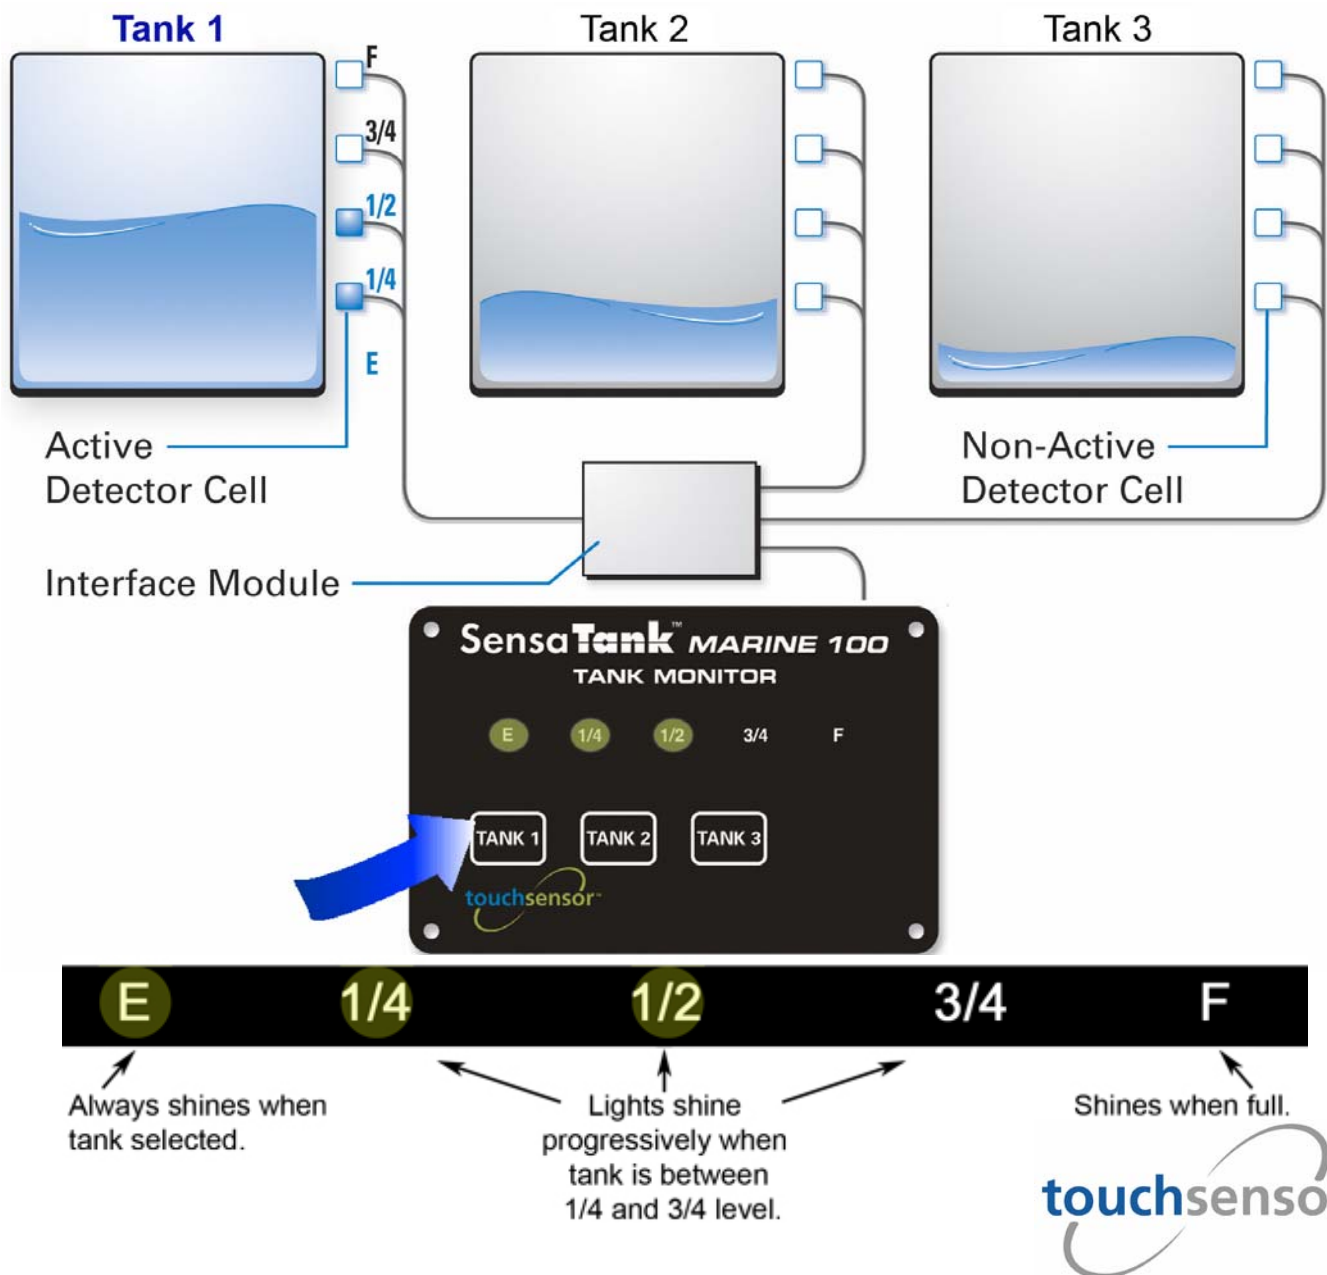 Tank 1
Tank 2
Tank 3
F
3/4
1/2
1/4
E
Active
Detector Cell
Non-Active
Detector Cell
Interface Module
SensaTank™ MARINE 100
TANK MONITOR
E 1/4 1/2 3/4 F
TANK 1 TANK 2 TANK 3
touchsensor™
E 1/4 1/2 3/4 F
Always shines when
tank selected.
Lights shine
progressively when
tank is between
1/4 and 3/4 level.
Shines when full.
touchsenso